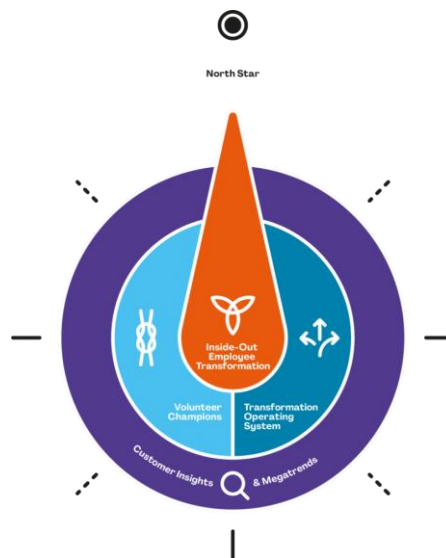 North Star
Inside-Out
Employee
Transformation
Volunteer
Champions
Transformation
Operating
System
Customer Insights & Megatrends